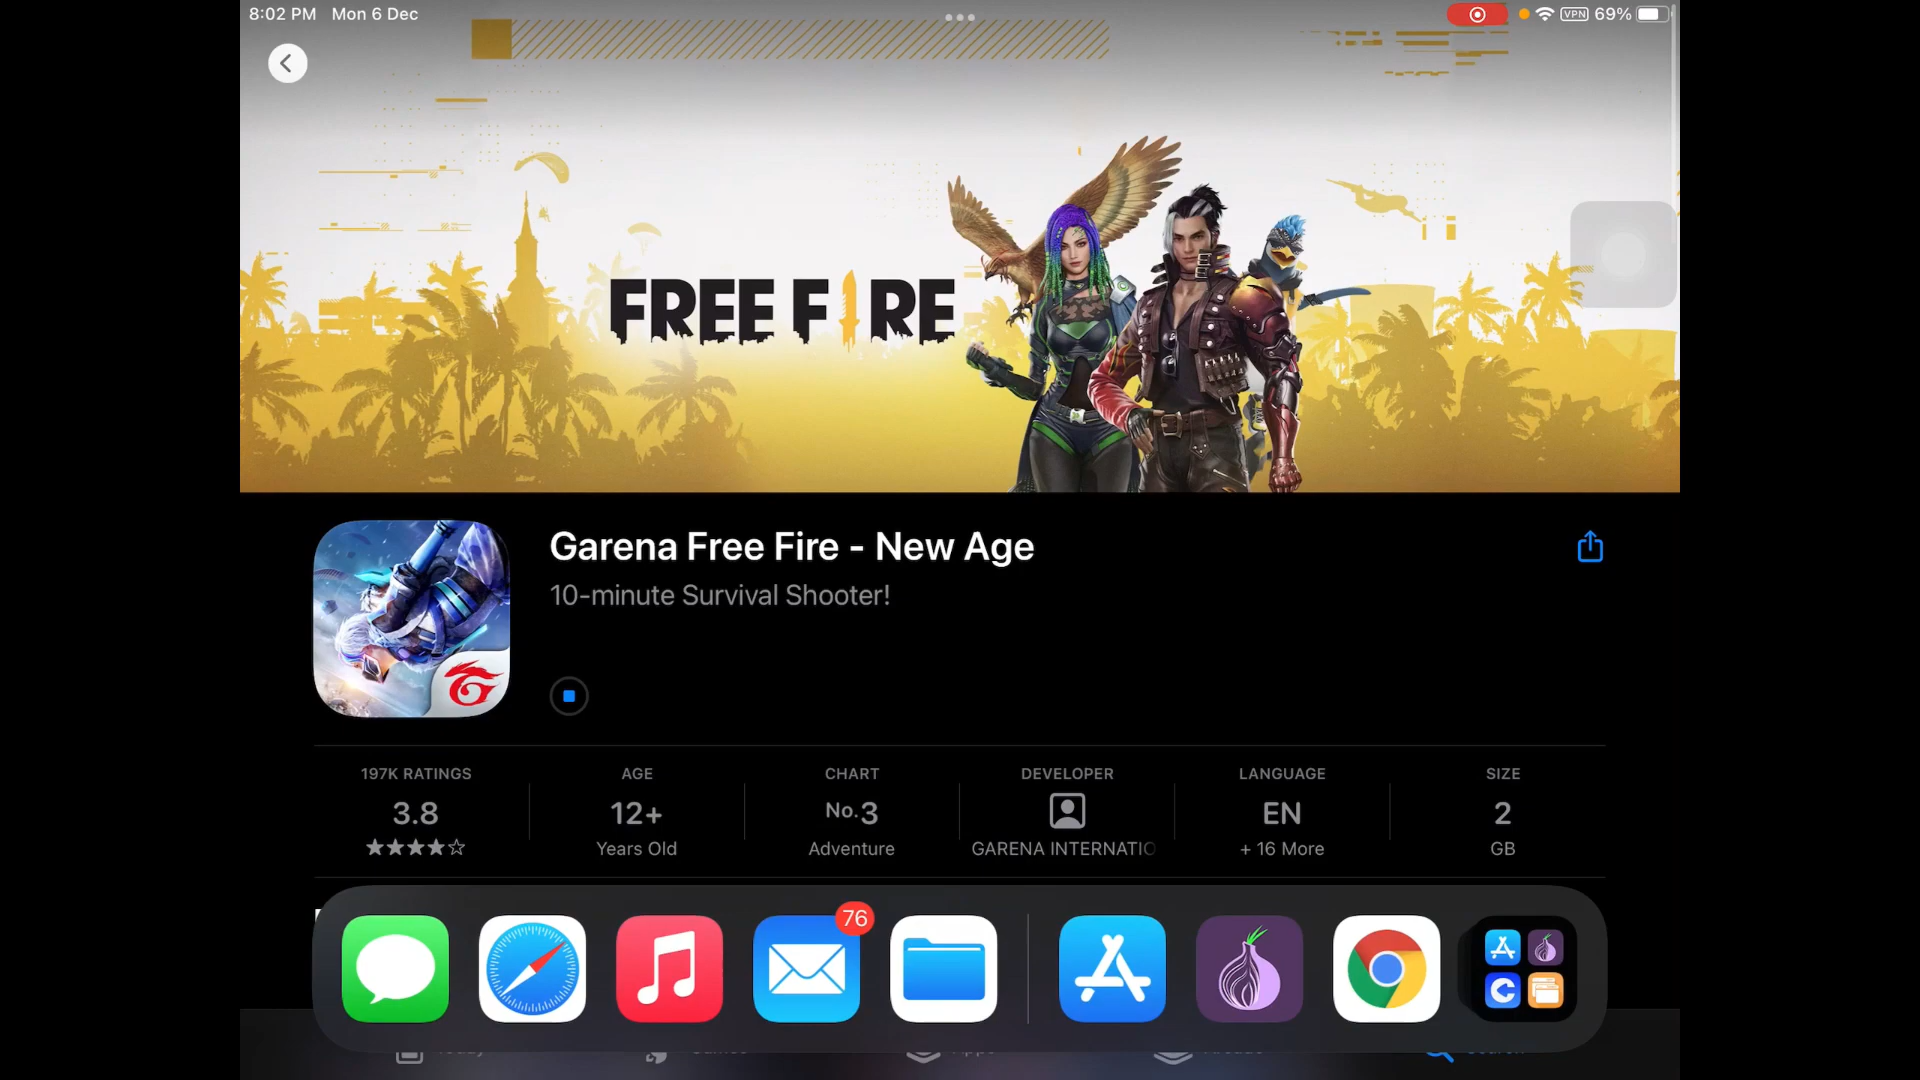 8:02 PM Mon 6 Dec
VPN 69%
FREE FIRE
Garena Free Fire - New Age
10-minute Survival Shooter!
197K RATINGS
3.8
AGE
12+
Years Old
CHART
No.3
Adventure
DEVELOPER
GARENA INTERNATIO
LANGUAGE
EN
+ 16 More
SIZE
2
GB
76